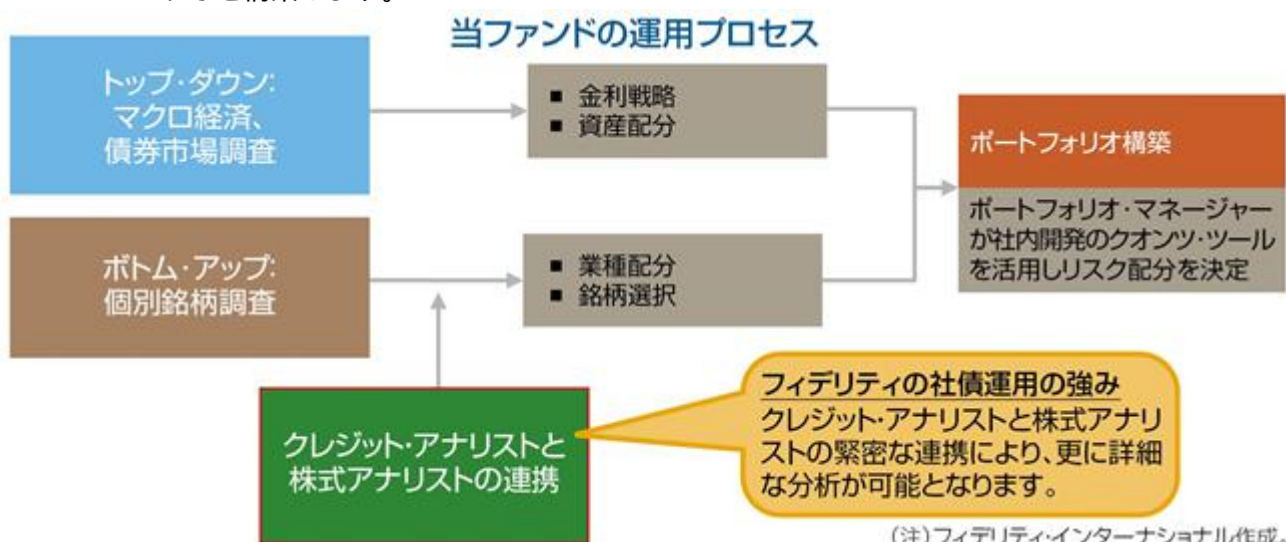 当ファンドの運用プロセス
トップ・ダウン:
マクロ経済、
債券市場調査
■ 金利戦略
■ 資産配分
ボトム・アップ:
個別銘柄調査
■ 業種配分
■ 銘柄選択
ポートフォリオ構築
ポートフォリオ・マネージャー
が社内開発のクオンツ・ツール
を活用しリスク配分を決定
クレジット・アナリストと
株式アナリストの連携
フィデリティの社債運用の強み
クレジット・アナリストと株式アナリ
ストの緊密な連携により、更に詳細
な分析が可能となります。
(注)フィデリティ・インターナショナル作成。